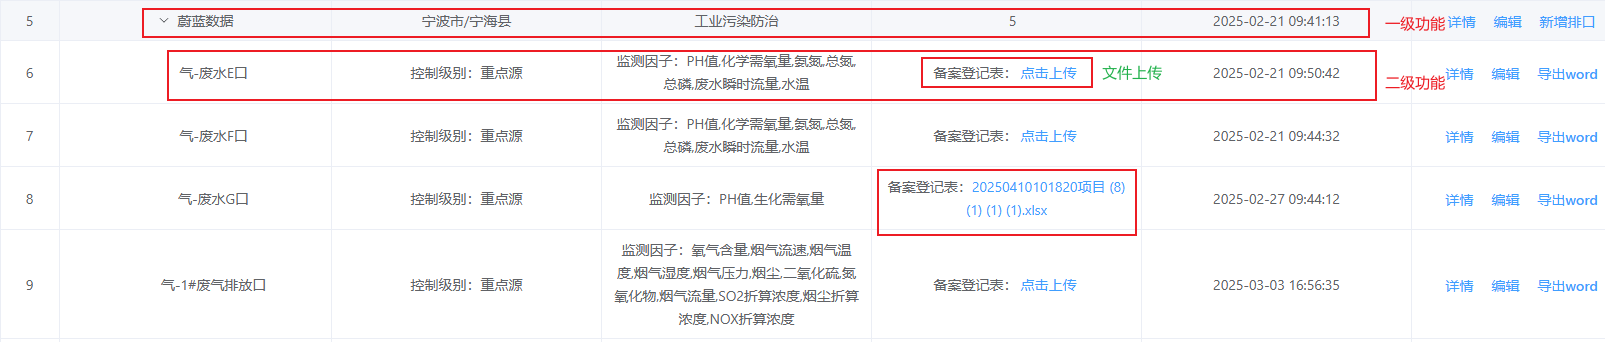 5 蔚蓝数据 宁波市/宁海县 工业污染防治 5 2025-02-21 09:41:13 一级功能 详情 编辑 新增排口
6 气-废水E口 控制级别：重点源 监测因子：PH值,化学需氧量,氨氮,总氮,
总磷,废水瞬时流量,水温 备案登记表： 点击上传 文件上传 2025-02-21 09:50:42 二级功能 详情 编辑 导出word
7 气-废水F口 控制级别：重点源 监测因子：PH值,化学需氧量,氨氮,总氮,
总磷,废水瞬时流量,水温 备案登记表： 点击上传 2025-02-21 09:44:32 详情 编辑 导出word
8 气-废水G口 控制级别：重点源 监测因子：PH值,生化需氧量 备案登记表：20250410101820项目 (8)
(1) (1) (1).xlsx 2025-02-27 09:44:12 详情 编辑 导出word
9 气-1#废气排放口 控制级别：重点源 监测因子：氧气含量,烟气流速,烟气温
度,烟气湿度,烟气压力,烟尘,二氧化硫,氮
氧化物,烟气流量,SO2折算浓度,烟尘折算
浓度,NOX折算浓度 备案登记表： 点击上传 2025-03-03 16:56:35 详情 编辑 导出word